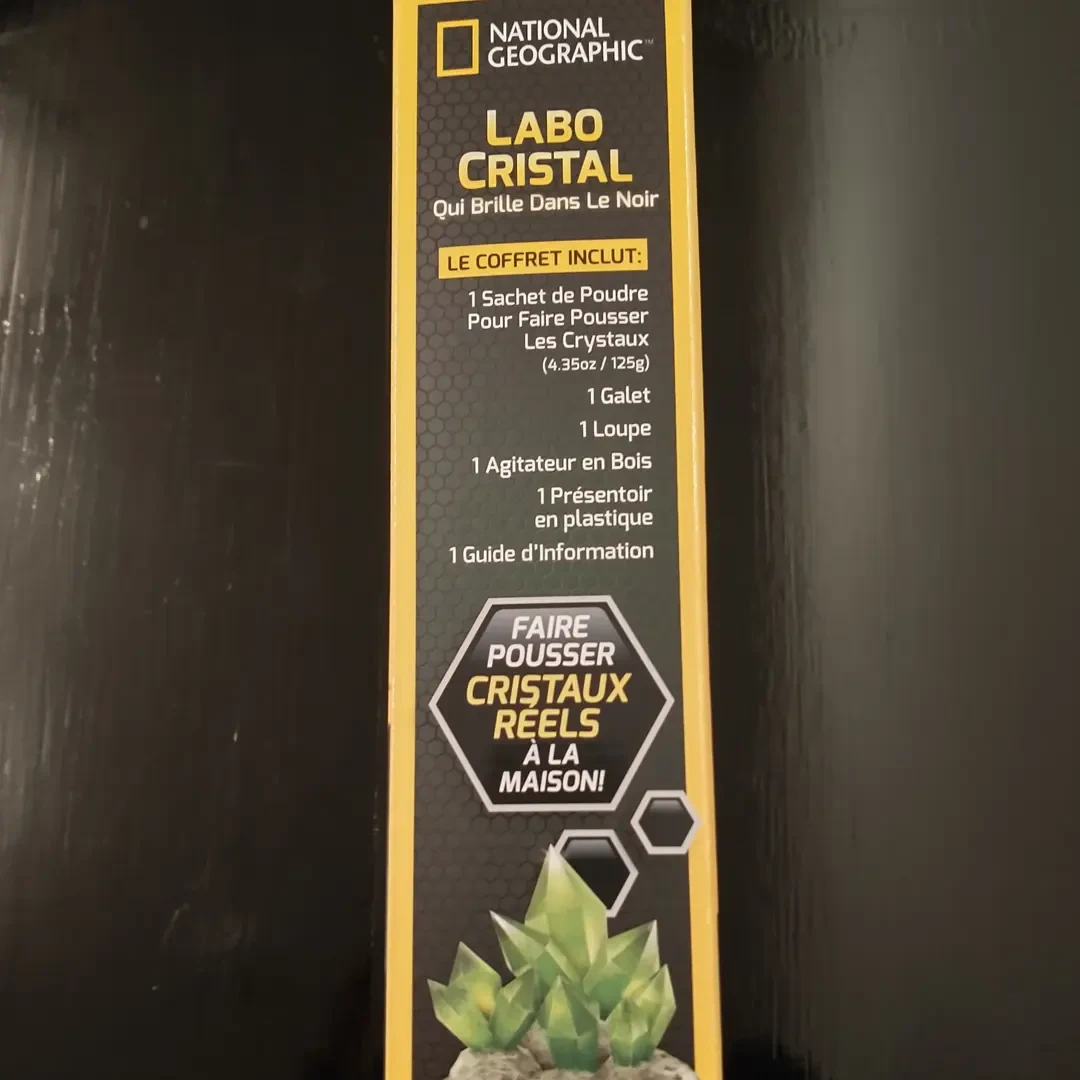 NATIONAL
GEOGRAPHIC™
LABO
CRISTAL
Qui Brille Dans Le Noir
LE COFFRET INCLUT:
1 Sachet de Poudre
Pour Faire Pousser
Les Crystaux
(4.35oz / 125g)
1 Galet
1 Loupe
1 Agitateur en Bois
1 Présentoir
en plastique
1 Guide d'Information
FAIRE
POUSSER
CRISTAUX
RÉELS
À LA
MAISON!